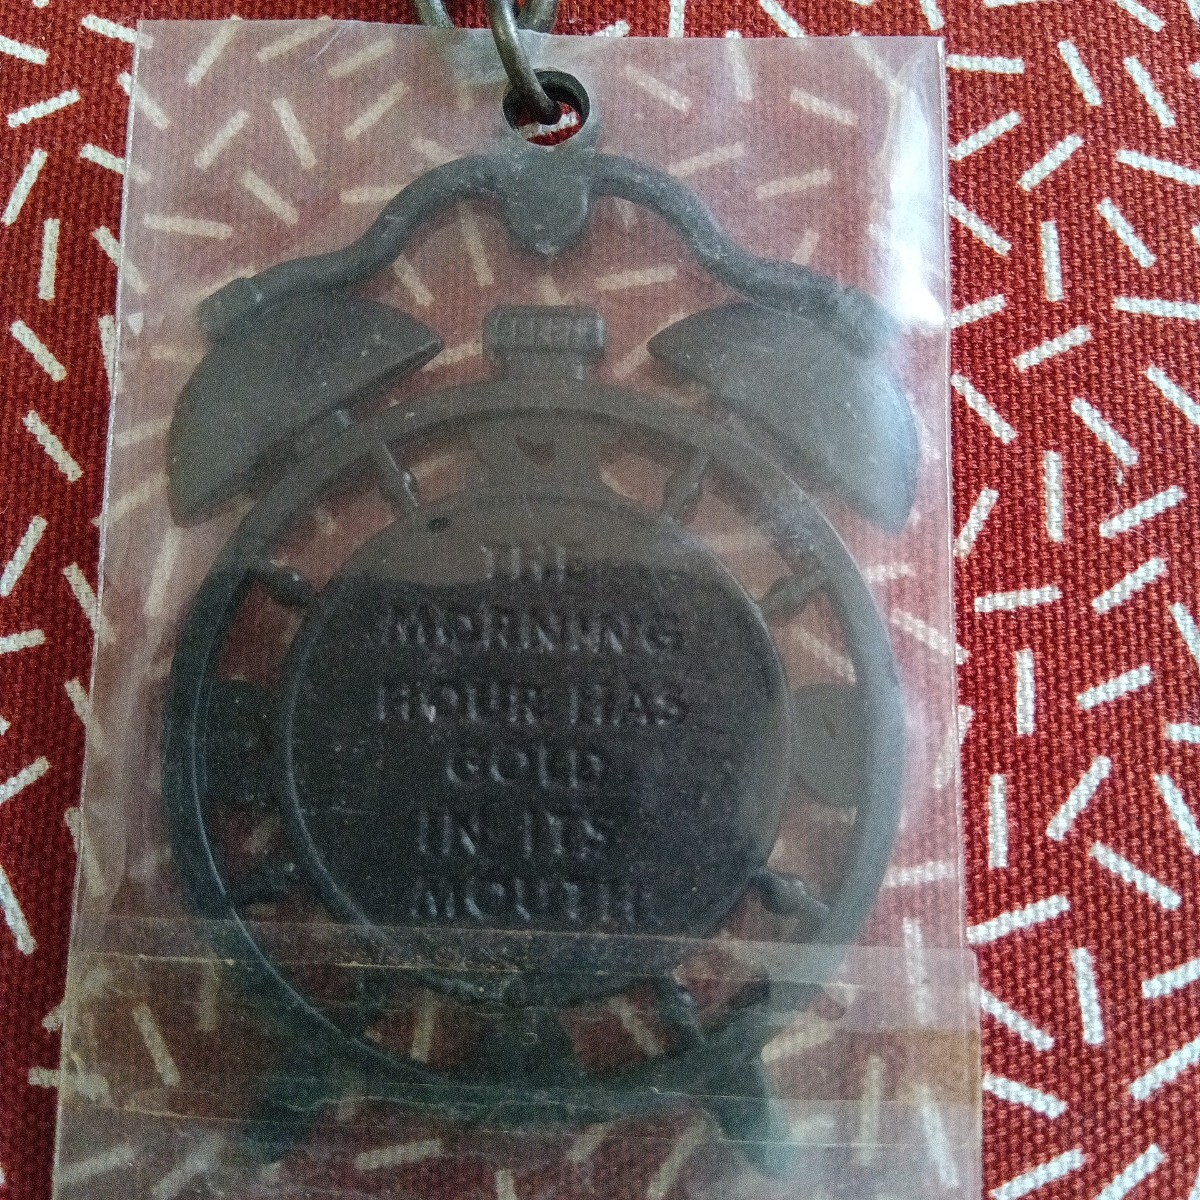 THE
MORNING
HOUR HAS
GOLD
IN ITS
MOUTH